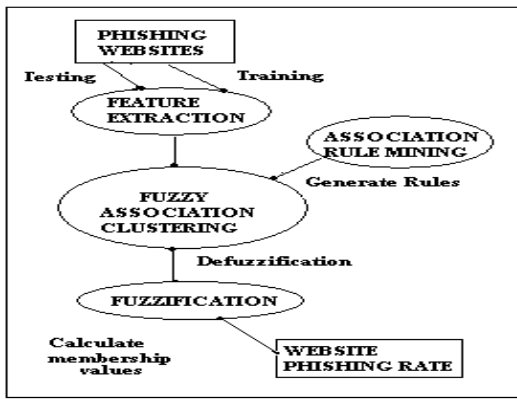 PHISHING
WEBSITES
Testing
Training
FEATURE
EXTRACTION
ASSOCIATION
RULE MINING
Generate Rules
FUZZY
ASSOCIATION
CLUSTERING
Defuzzification
FUZZIFICATION
Calculate
membership
values
WEBSITE
PHISHING RATE